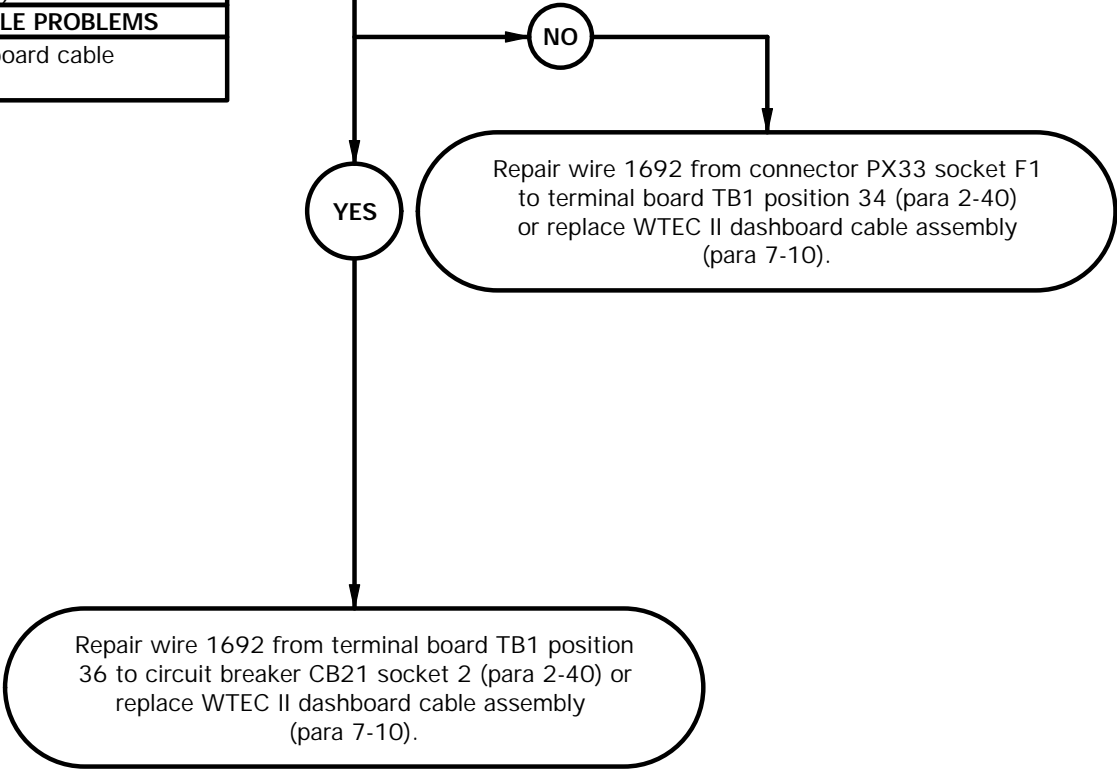 LE PROBLEMS
oard cable
NO
Repair wire 1692 from connector PX33 socket F1
to terminal board TB1 position 34 (para 2-40)
or replace WTEC II dashboard cable assembly
(para 7-10).
YES
Repair wire 1692 from terminal board TB1 position
36 to circuit breaker CB21 socket 2 (para 2-40) or
replace WTEC II dashboard cable assembly
(para 7-10).